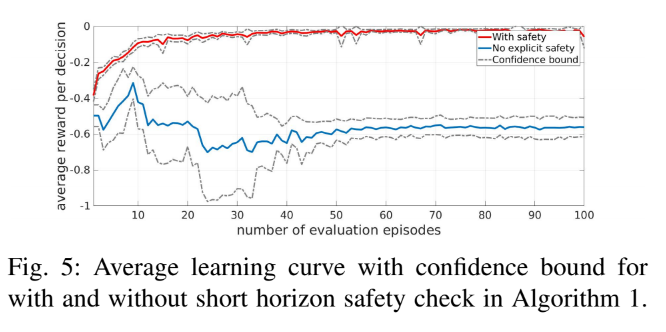 0
-0.2
-0.4
-0.6
-0.8
-1
average reward per decision
With safety
No explicit safety
Confidence bound
10 20 30 40 50 60 70 80 90 100
number of evaluation episodes
Fig. 5: Average learning curve with confidence bound for
with and without short horizon safety check in Algorithm 1.